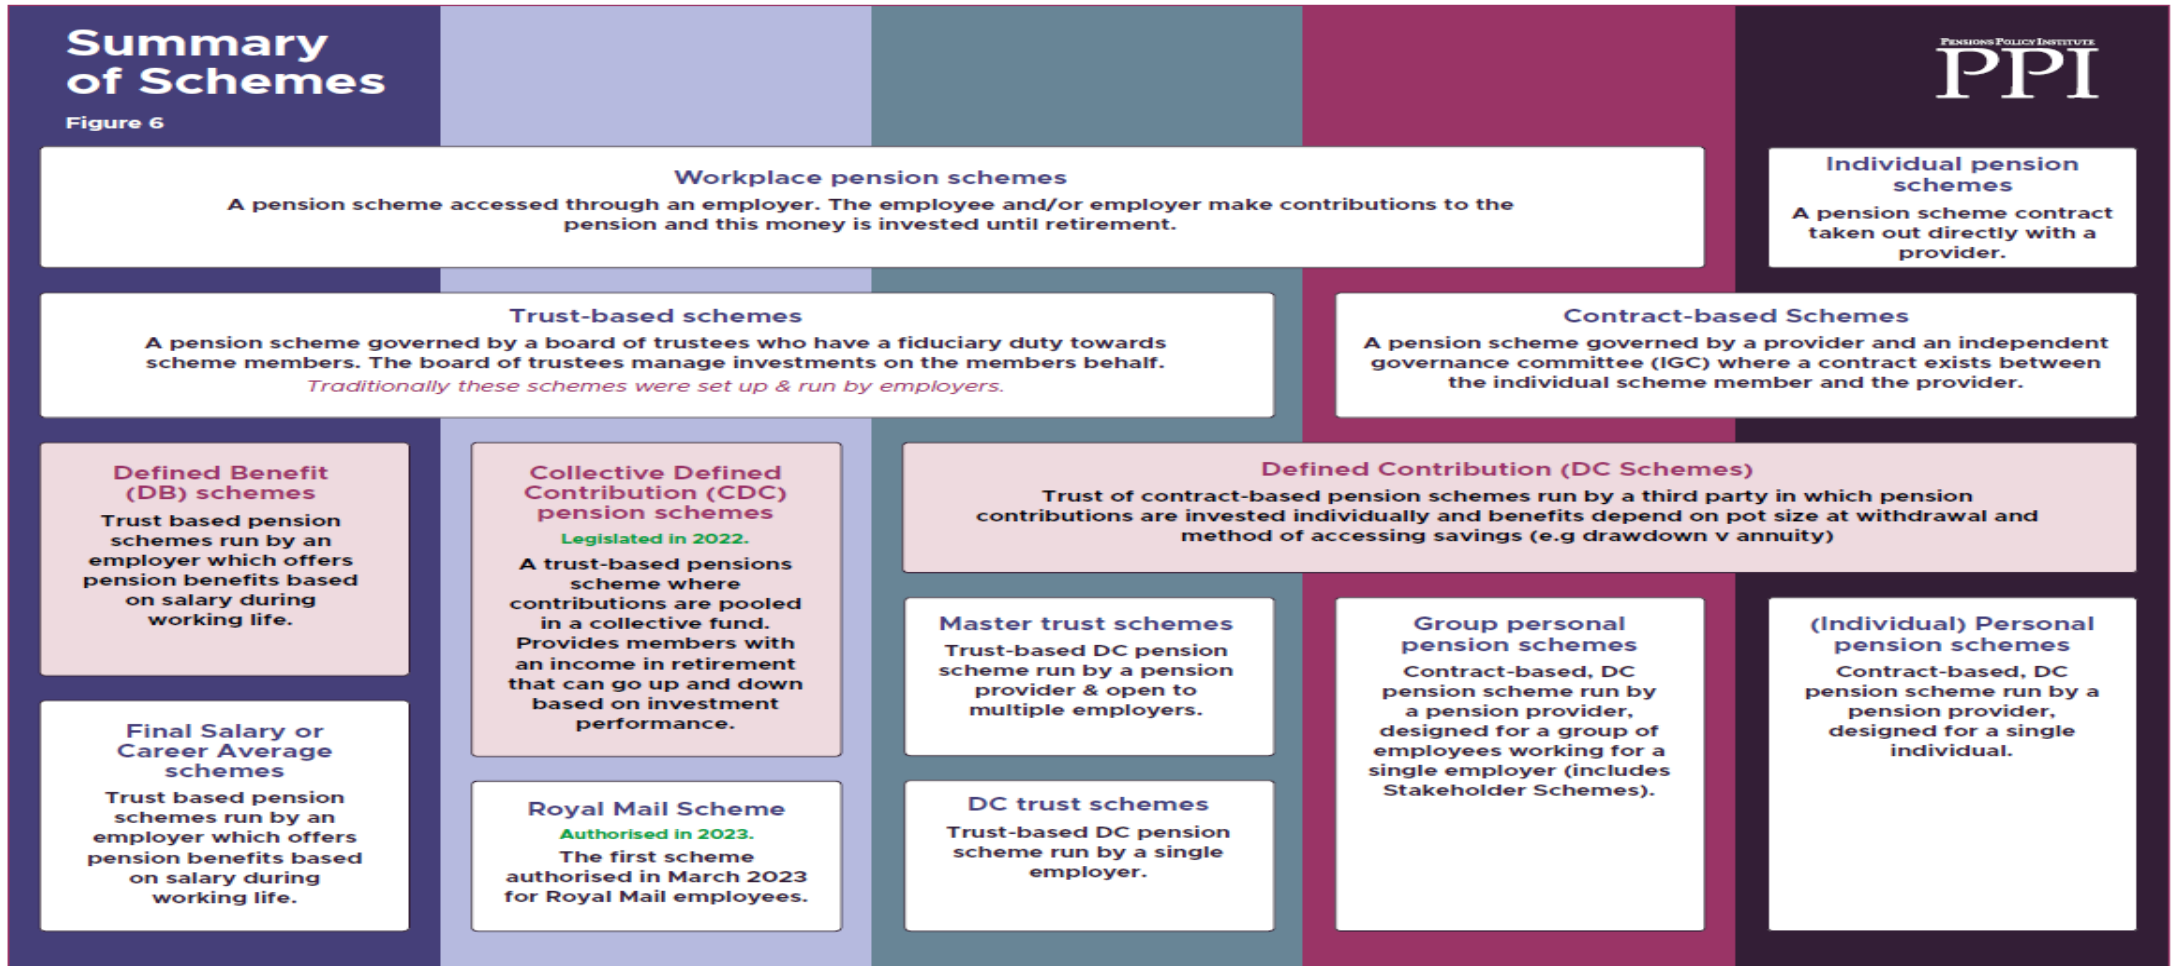 Summary
of Schemes
Figure 6
PENSIONS POLICY INSTITUTE
PPI
Workplace pension schemes
A pension scheme accessed through an employer. The employee and/or employer make contributions to the
pension and this money is invested until retirement.
Individual pension
schemes
A pension scheme contract
taken out directly with a
provider.
Trust-based schemes
A pension scheme governed by a board of trustees who have a fiduciary duty towards
scheme members. The board of trustees manage investments on the members behalf.
Traditionally these schemes were set up & run by employers.
Contract-based Schemes
A pension scheme governed by a provider and an independent
governance committee (IGC) where a contract exists between
the individual scheme member and the provider.
Defined Benefit
(DB) schemes
Trust based pension
schemes run by an
employer which offers
pension benefits based
on salary during
working life.
Final Salary or
Career Average
schemes
Trust based pension
schemes run by an
employer which offers
pension benefits based
on salary during
working life.
Collective Defined
Contribution (CDC)
pension schemes
Legislated in 2022.
A trust-based pensions
scheme where
contributions are pooled
in a collective fund.
Provides members with
an income in retirement
that can go up and down
based on investment
performance.
Royal Mail Scheme
Authorised in 2023.
The first scheme
authorised in March 2023
for Royal Mail employees.
Defined Contribution (DC Schemes)
Trust of contract-based pension schemes run by a third party in which pension
contributions are invested individually and benefits depend on pot size at withdrawal and
method of accessing savings (e.g drawdown v annuity)
Master trust schemes
Trust-based DC pension
scheme run by a pension
provider & open to
multiple employers.
DC trust schemes
Trust-based DC pension
scheme run by a single
employer.
Group personal
pension schemes
Contract-based, DC
pension scheme run by
a pension provider,
designed for a group of
employees working for a
single employer (includes
Stakeholder Schemes).
(Individual) Personal
pension schemes
Contract-based, DC
pension scheme run by a
pension provider,
designed for a single
individual.